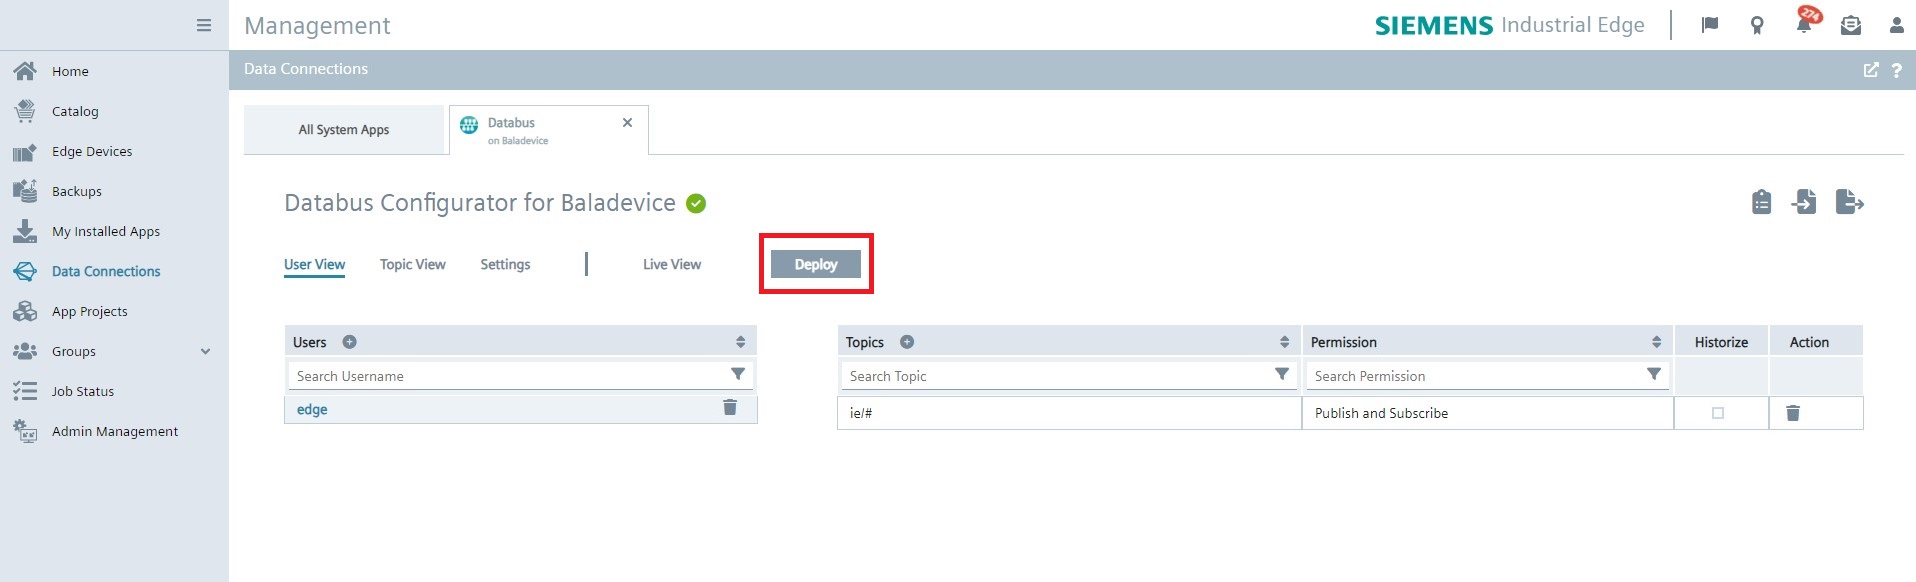 Management
SIEMENS Industrial Edge
274
Data Connections
?
Home
Catalog
Edge Devices
Backups
My Installed Apps
Data Connections
App Projects
Groups
Job Status
Admin Management
All System Apps
Databus
on Baladevice
Databus Configurator for Baladevice
User View Topic View Settings Live View Deploy
Users Topics Permission Historize Action
Search Username Search Topic Search Permission
edge ie/# Publish and Subscribe